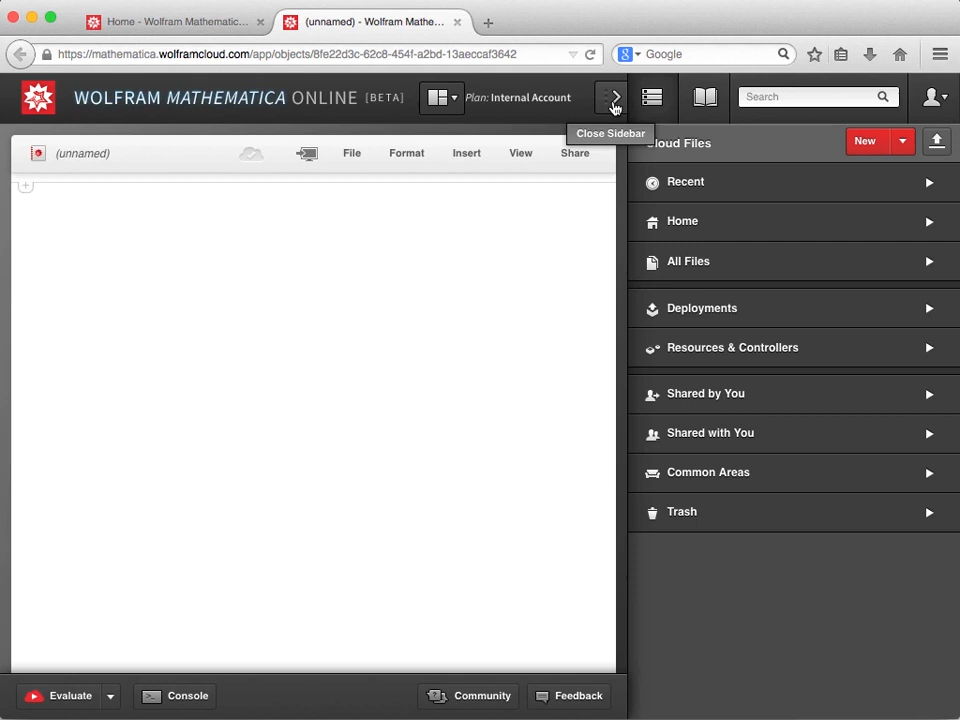 Home - Wolfram Mathematic...
(unnamed) - Wolfram Mathe...
https://mathematica.wolframcloud.com/app/objects/8fe22d3c-62c8-454f-a2bd-13aeccaf3642
Google
WOLFRAM MATHEMATICA ONLINE [BETA]
Plan: Internal Account
Search
Close Sidebar
(unnamed)
File
Format
Insert
View
Share
Cloud Files
New
Recent
Home
All Files
Deployments
Resources & Controllers
Shared by You
Shared with You
Common Areas
Trash
Evaluate
Console
Community
Feedback